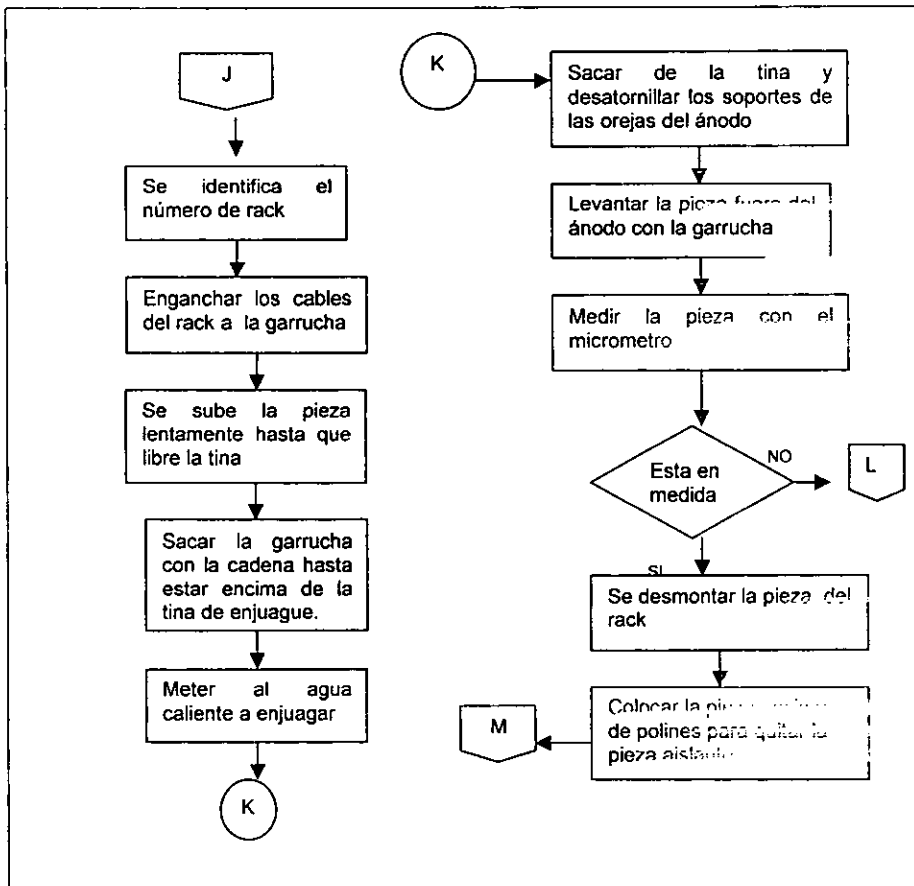 J
Se identifica el
número de rack
Enganchar los cables
del rack a la garrucha
Se sube la pieza
lentamente hasta que
libre la tina
Sacar la garrucha
con la cadena hasta
estar encima de la
tina de enjuague.
Meter al agua
caliente a enjuagar
K
K
Sacar de la tina y
desatornillar los soportes de
las orejas del ánodo
Levantar la pieza fuera del
ánodo con la garrucha
Medir la pieza con el
micrometro
Esta en
medida
NO
L
SI
Se desmontar la pieza del
rack
Colocar la
de polines para quitar la
pieza
M